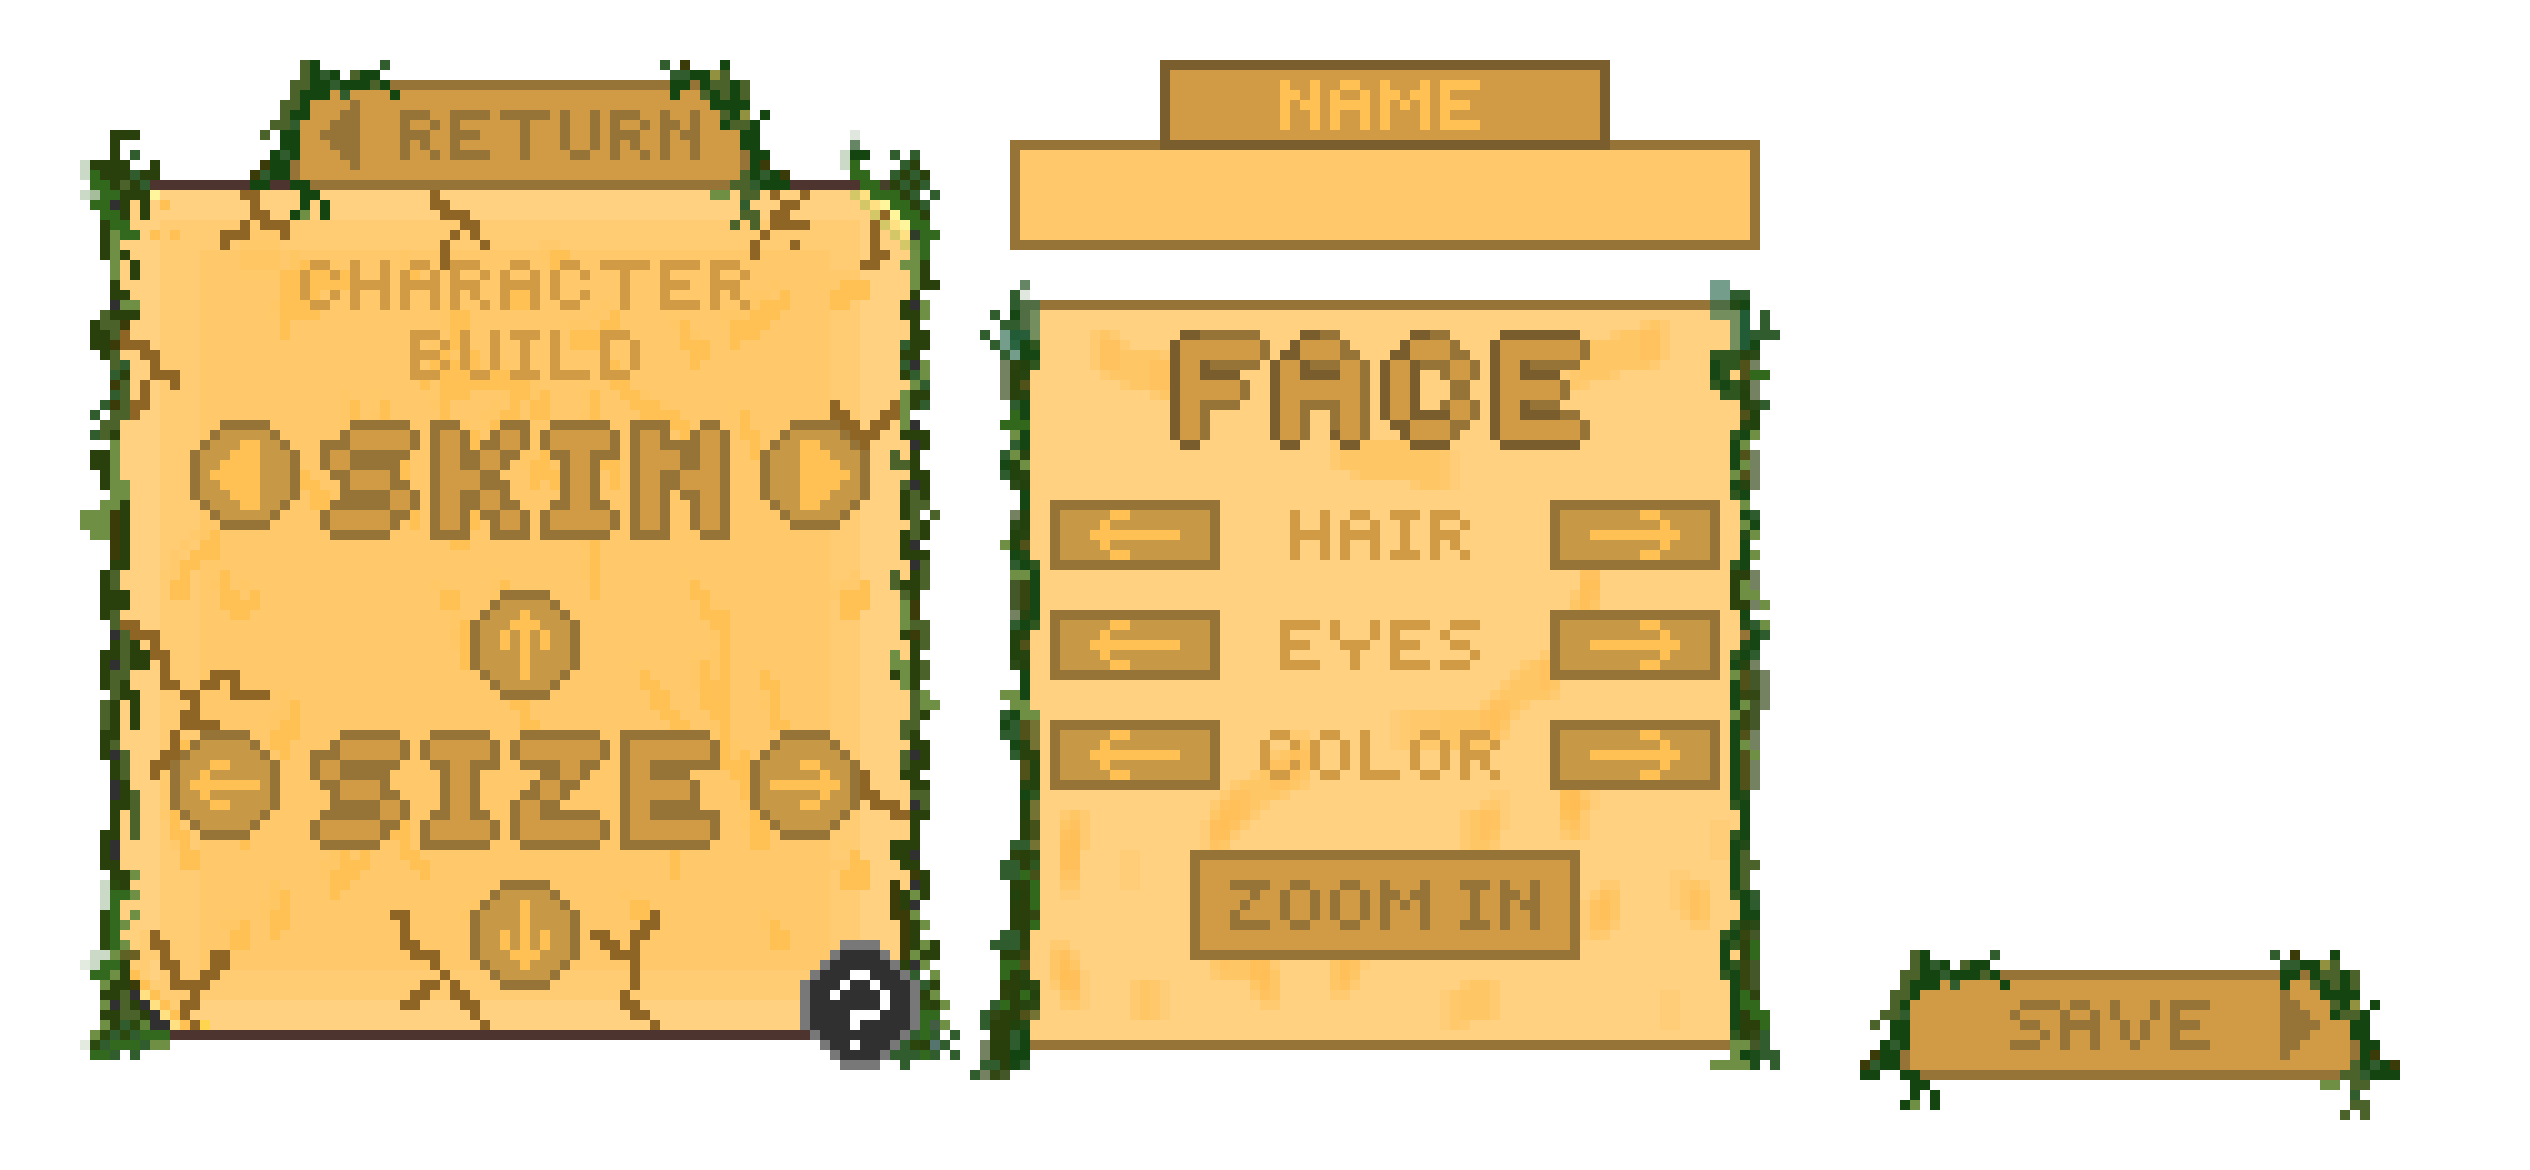 RETURN
CHARACTER
BUILD
SKIN
SIZE
?
NAME
FACE
HAIR
EYES
COLOR
ZOOM IN
SAVE